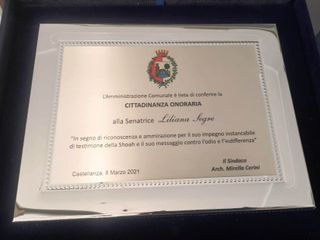 L'Amministrazione Comunale è lieta di conferire la
CITTADINANZA ONORARIA
alla Senatrice Liliana Segre
"In segno di riconoscenza e ammirazione per il suo impegno instancabile
di testimone della Shoah e il suo messaggio contro l'odio e l'indifferenza"
Il Sindaco
Arch. Mirella Cerini
Castellanza, 8 Marzo 2021